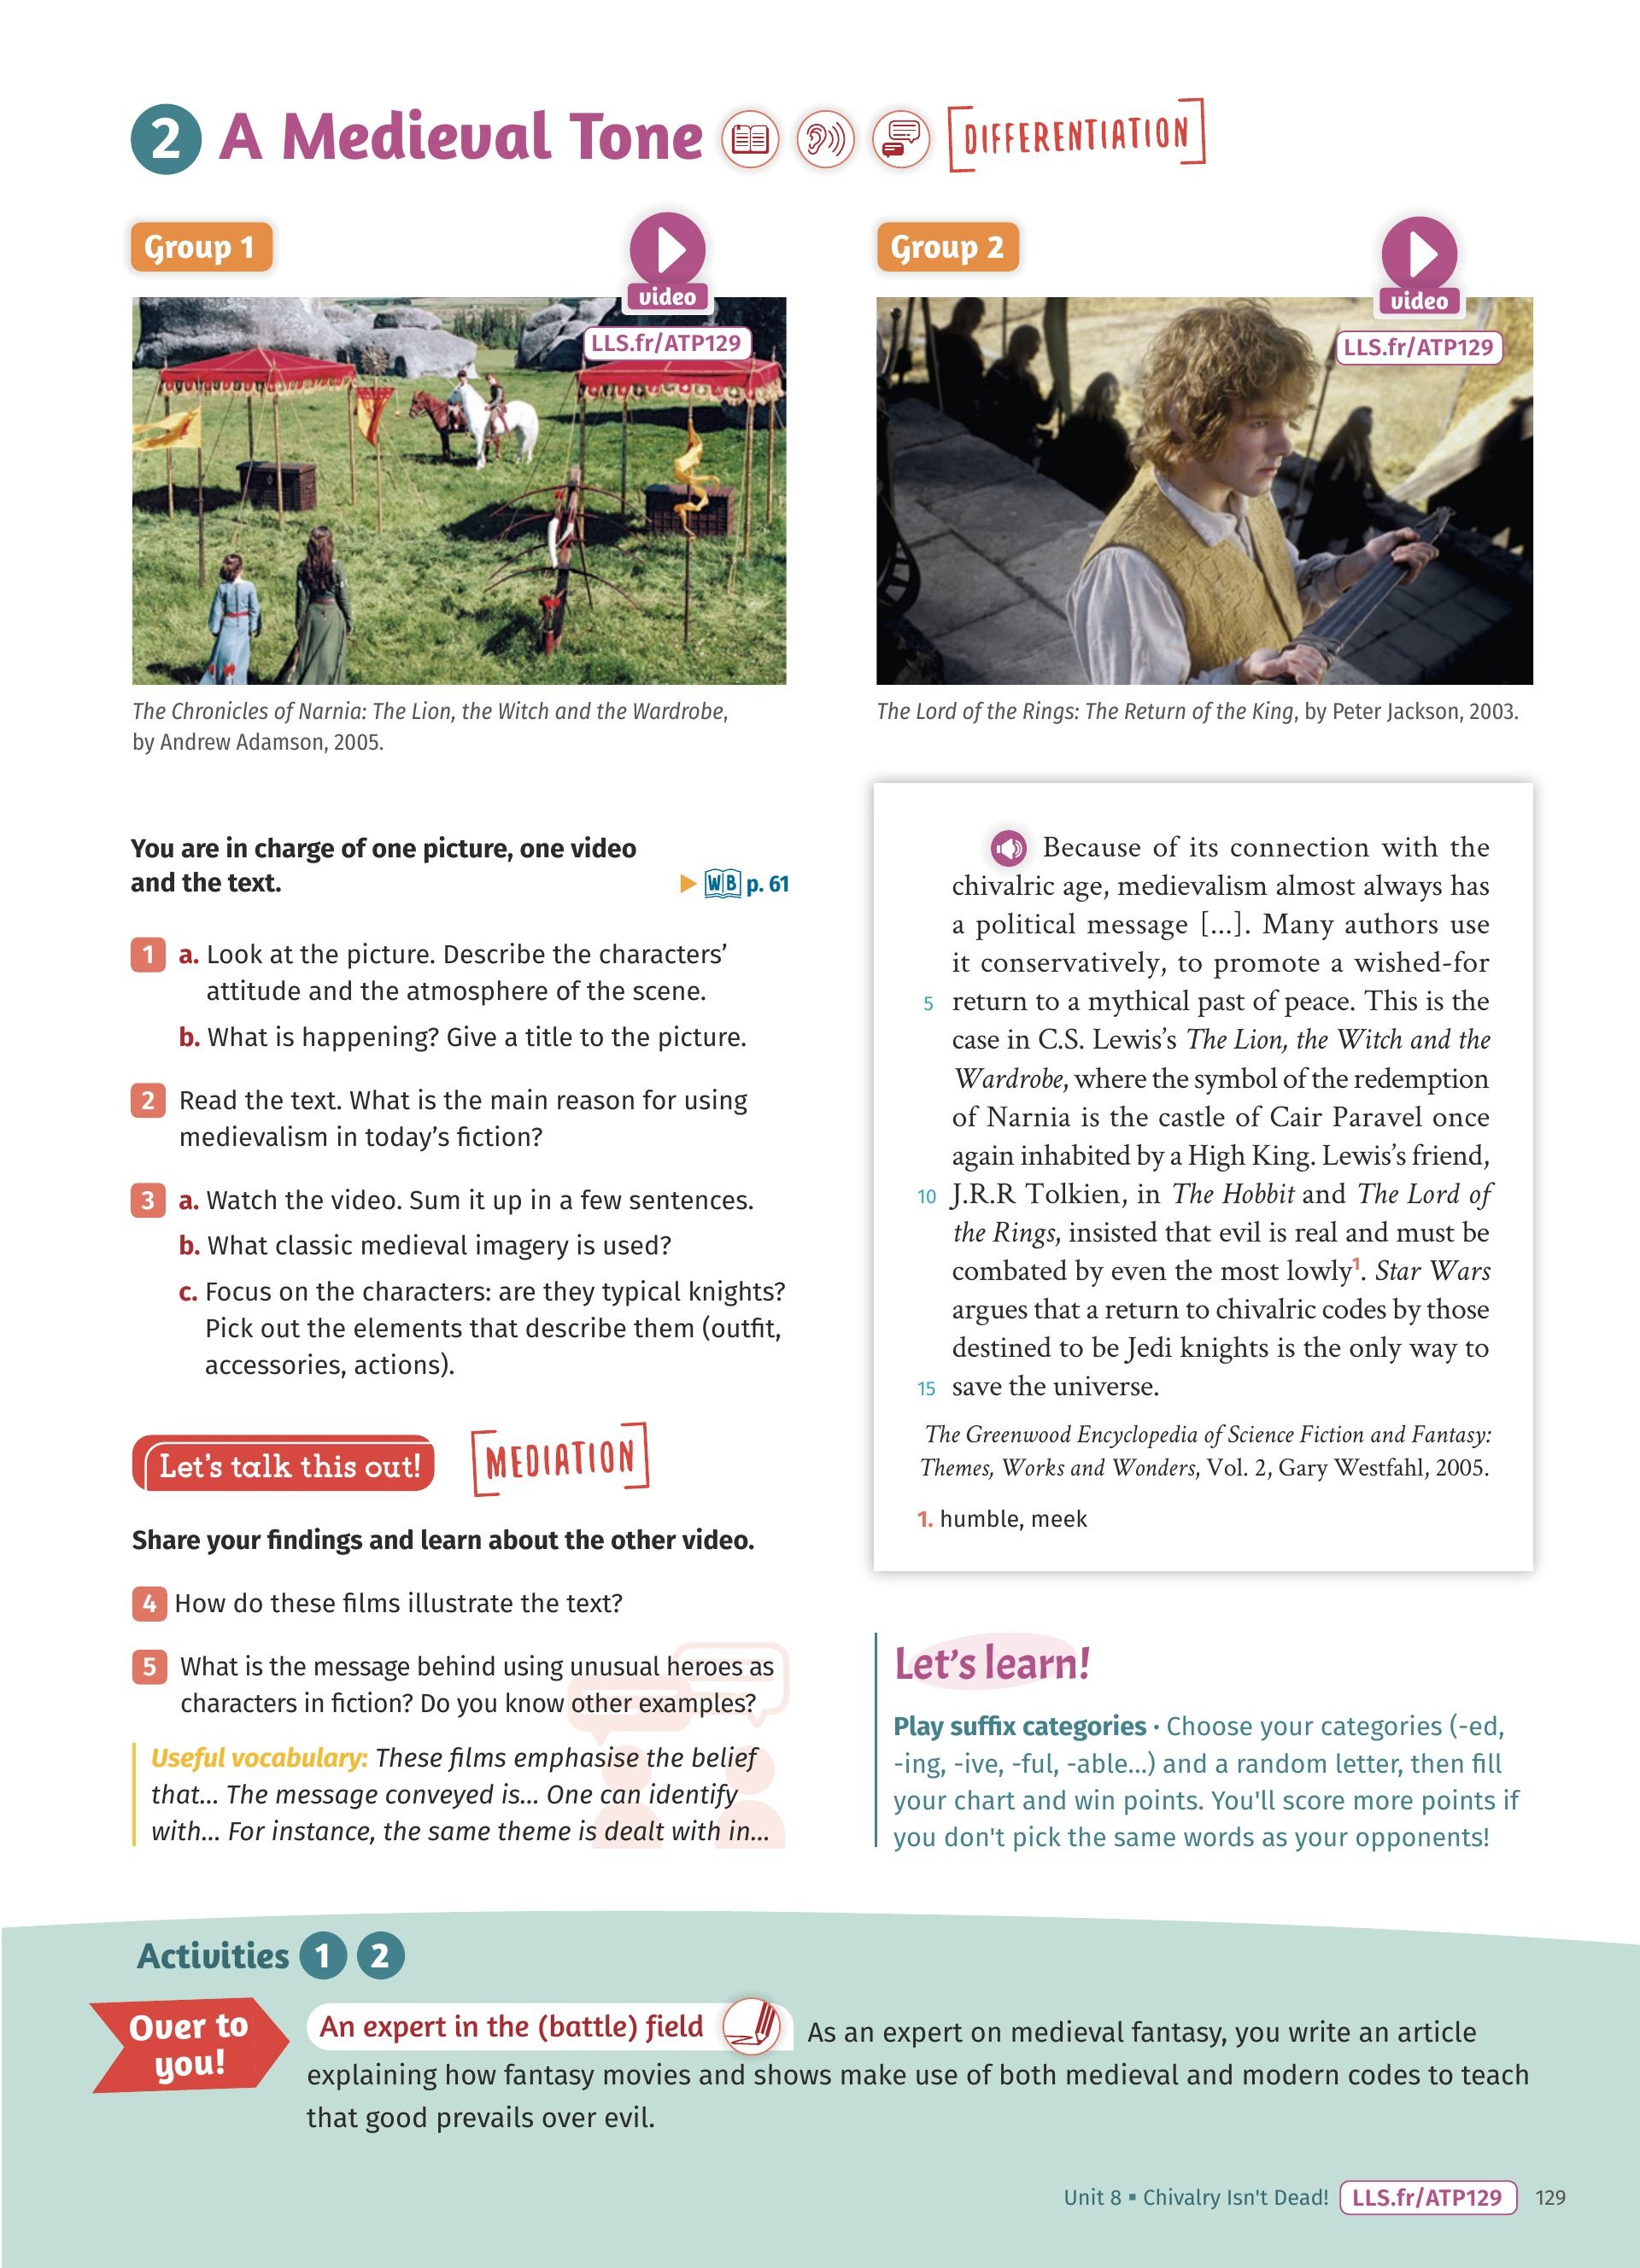 2 A Medieval Tone
DIFFERENTIATION
Group 1
video
LLS.fr/ATP129
The Chronicles of Narnia: The Lion, the Witch and the Wardrobe,
by Andrew Adamson, 2005.
Group 2
video
LLS.fr/ATP129
The Lord of the Rings: The Return of the King, by Peter Jackson, 2003.
You are in charge of one picture, one video
and the text.
WB p. 61
1 a. Look at the picture. Describe the characters’
attitude and the atmosphere of the scene.
b. What is happening? Give a title to the picture.
2 Read the text. What is the main reason for using
medievalism in today’s fiction?
3 a. Watch the video. Sum it up in a few sentences.
b. What classic medieval imagery is used?
c. Focus on the characters: are they typical knights?
Pick out the elements that describe them (outfit,
accessories, actions).
Let’s talk this out!
MEDIATION
Share your findings and learn about the other video.
4 How do these films illustrate the text?
5 What is the message behind using unusual heroes as
characters in fiction? Do you know other examples?
Useful vocabulary: These films emphasise the belief
that... The message conveyed is... One can identify
with... For instance, the same theme is dealt with in...
Because of its connection with the
chivalric age, medievalism almost always has
a political message [...]. Many authors use
it conservatively, to promote a wished-for
5 return to a mythical past of peace. This is the
case in C.S. Lewis’s The Lion, the Witch and the
Wardrobe, where the symbol of the redemption
of Narnia is the castle of Cair Paravel once
again inhabited by a High King. Lewis’s friend,
10 J.R.R Tolkien, in The Hobbit and The Lord of
the Rings, insisted that evil is real and must be
combated by even the most lowly1. Star Wars
argues that a return to chivalric codes by those
destined to be Jedi knights is the only way to
15 save the universe.
The Greenwood Encyclopedia of Science Fiction and Fantasy:
Themes, Works and Wonders, Vol. 2, Gary Westfahl, 2005.
1. humble, meek
Let’s learn!
Play suffix categories · Choose your categories (-ed,
-ing, -ive, -ful, -able...) and a random letter, then fill
your chart and win points. You'll score more points if
you don't pick the same words as your opponents!
Activities 1 2
Over to
you!
An expert in the (battle) field As an expert on medieval fantasy, you write an article
explaining how fantasy movies and shows make use of both medieval and modern codes to teach
that good prevails over evil.
Unit 8 ▪ Chivalry Isn't Dead! LLS.fr/ATP129 129